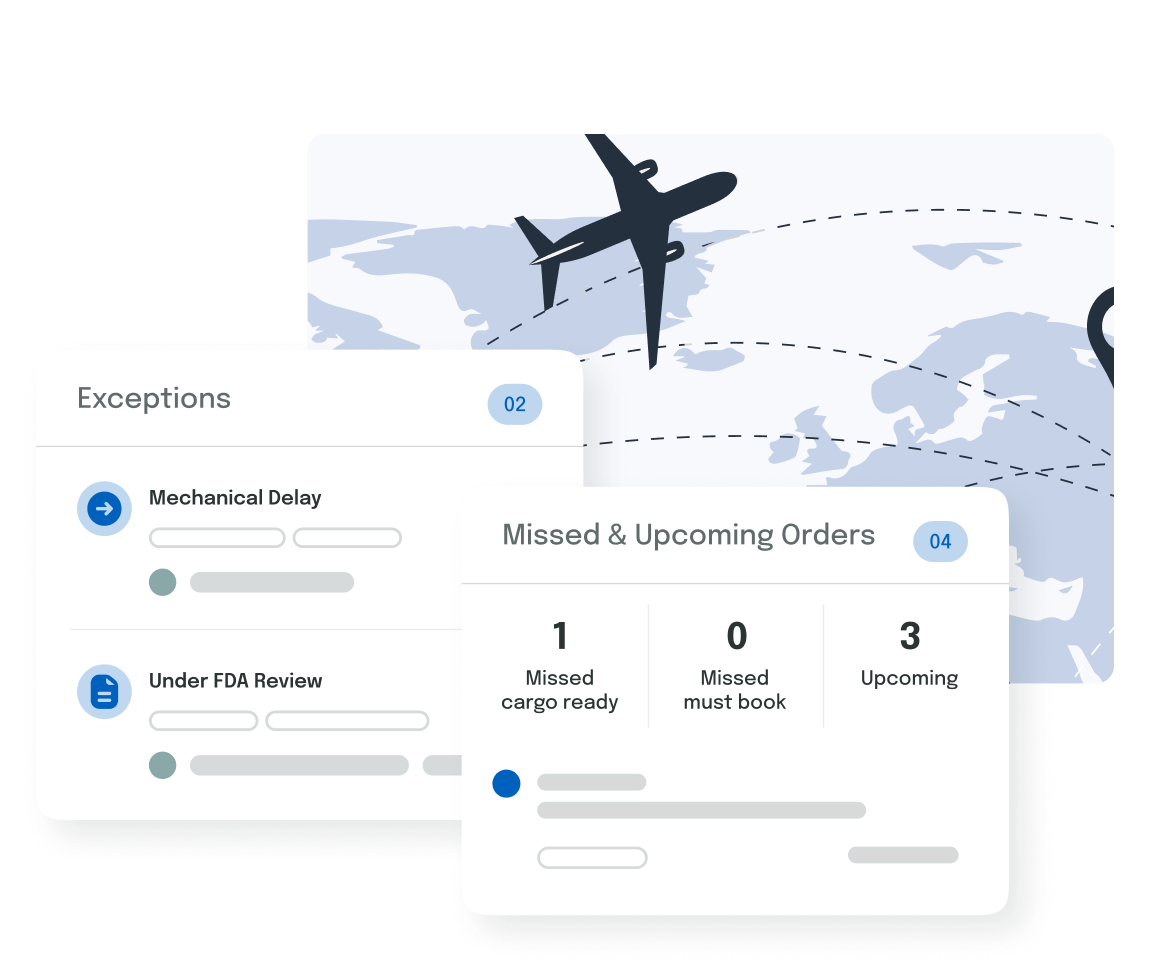 Exceptions
02
Mechanical Delay
Under FDA Review
Missed & Upcoming Orders
04
1
Missed
cargo ready
0
Missed
must book
3
Upcoming